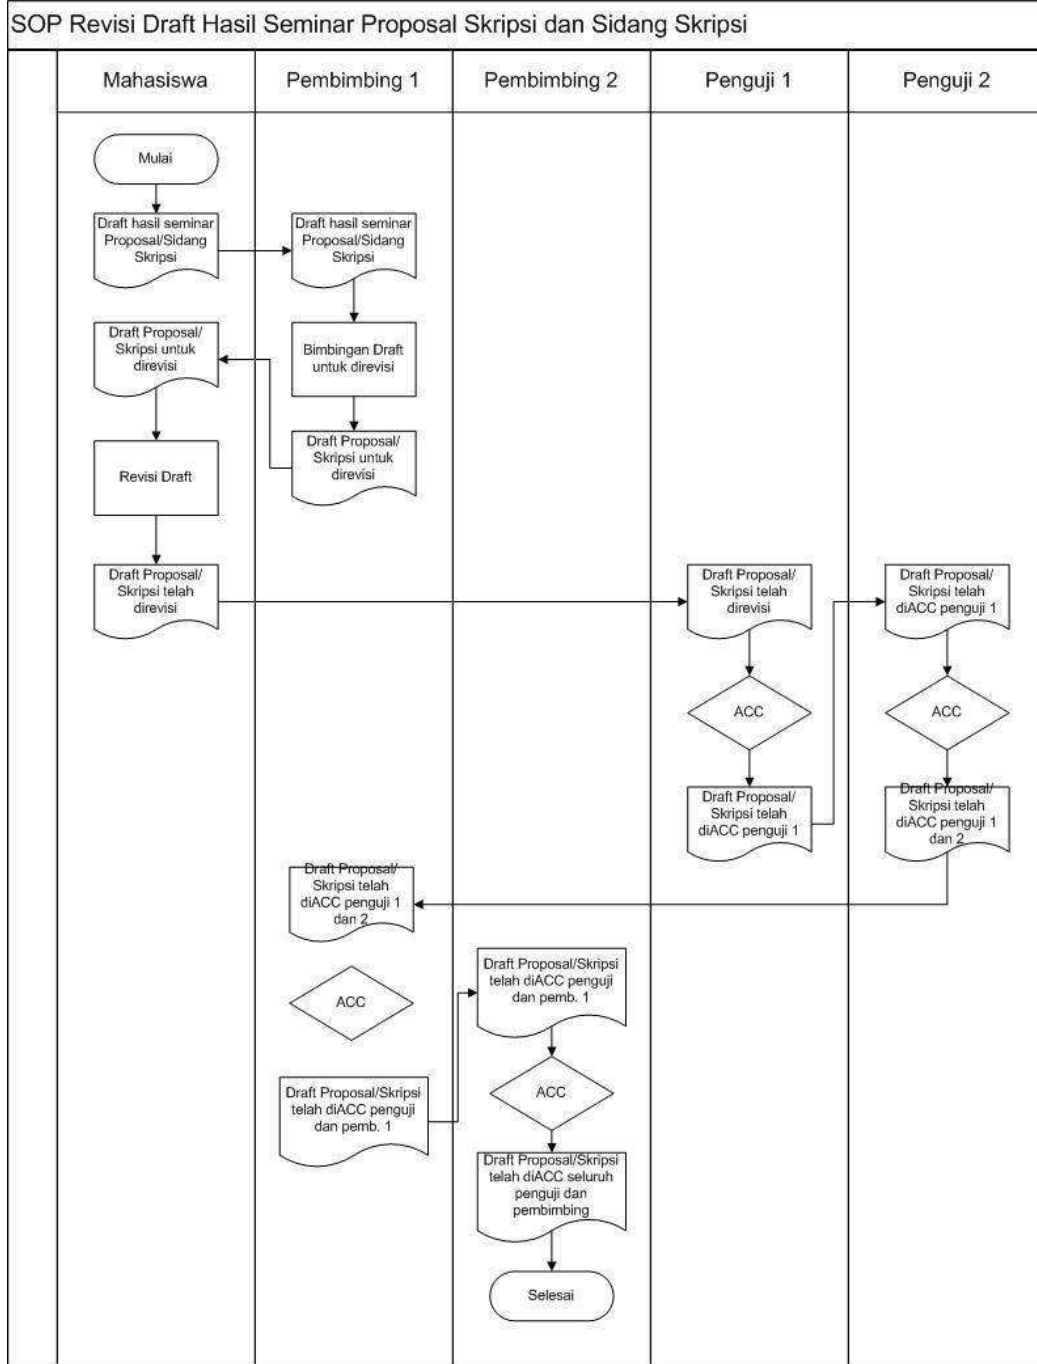 SOP Revisi Draft Hasil Seminar Proposal Skripsi dan Sidang Skripsi
Mahasiswa
Pembimbing 1
Pembimbing 2
Penguji 1
Penguji 2
Mulai
Draft hasil seminar
Proposal/Sidang
Skripsi
Draft hasil seminar
Proposal/Sidang
Skripsi
Draft Proposal/
Skripsi untuk
direvisi
Bimbingan Draft
untuk direvisi
Draft Proposal/
Skripsi untuk
direvisi
Revisi Draft
Draft Proposal/
Skripsi telah
direvisi
Draft Proposal/
Skripsi telah
direvisi
Draft Proposal/
Skripsi telah
diACC penguji 1
ACC
ACC
Draft Proposal/
Skripsi telah
diACC penguji 1
Draft Proposal/
Skripsi telah
diACC penguji 1
dan 2
Draft Proposal/
Skripsi telah
diACC penguji 1
dan 2
Draft Proposal/Skripsi
telah diACC penguji
dan pemb. 1
ACC
Draft Proposal/Skripsi
telah diACC penguji
dan pemb. 1
ACC
Draft Proposal/Skripsi
telah diACC seluruh
penguji dan
pembimbing
Selesai